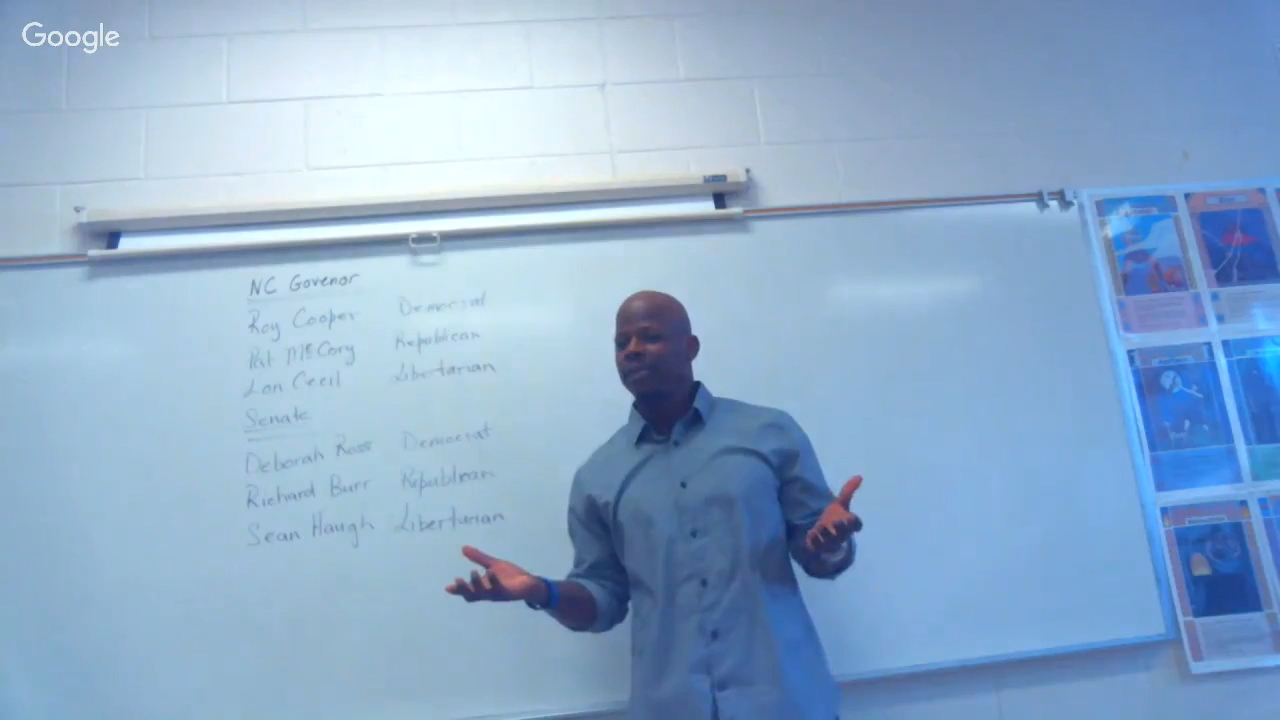 Google
NC Govenor
Roy Cooper Democrat
Pat McCory Republican
Lon Cecil Libertarian
Senate
Deborah Ross Democrat
Richard Burr Republican
Sean Haugh Libertarian